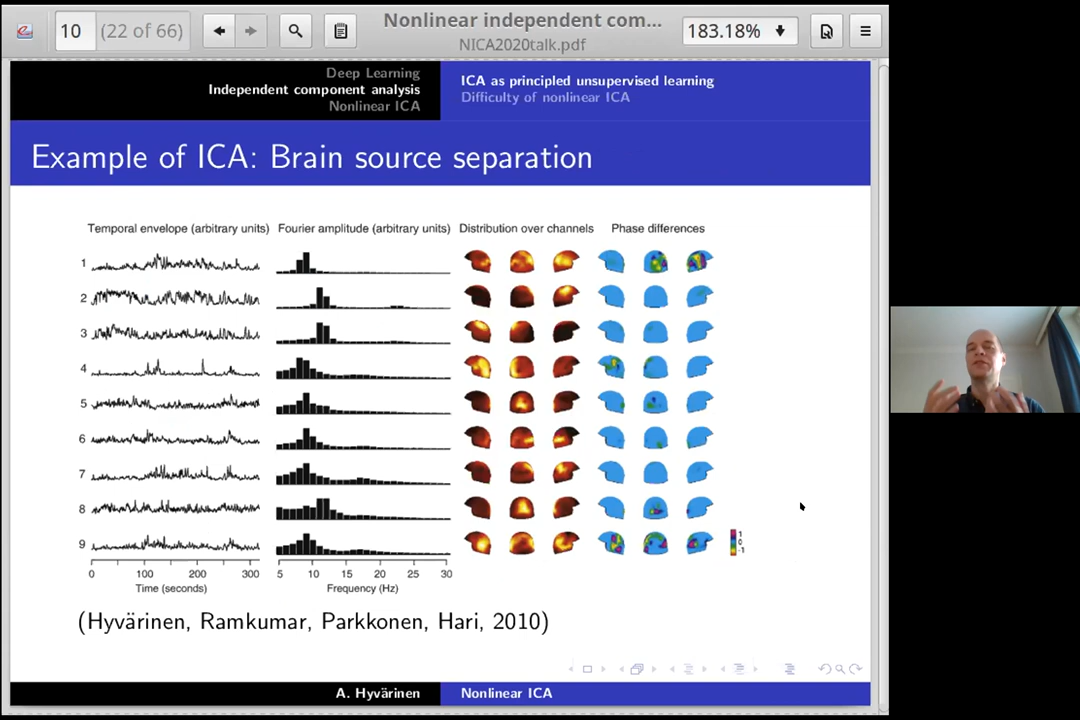 10 (22 of 66)
Nonlinear independent com...
NICA2020talk.pdf
183.18%
Deep Learning
Independent component analysis
Nonlinear ICA
ICA as principled unsupervised learning
Difficulty of nonlinear ICA
Example of ICA: Brain source separation
Temporal envelope (arbitrary units) Fourier amplitude (arbitrary units) Distribution over channels Phase differences
1
2
3
4
5
6
7
8
9
1
0
-1
0 100 200 300 5 10 15 20 25 30
Time (seconds) Frequency (Hz)
(Hyvärinen, Ramkumar, Parkkonen, Hari, 2010)
A. Hyvärinen Nonlinear ICA